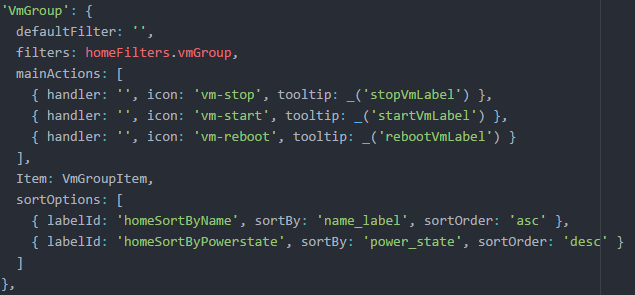 'VmGroup': {
defaultFilter: '',
filters: homeFilters.vmGroup,
mainActions: [
{ handler: '', icon: 'vm-stop', tooltip: _('stopVmLabel') },
{ handler: '', icon: 'vm-start', tooltip: _('startVmLabel') },
{ handler: '', icon: 'vm-reboot', tooltip: _('rebootVmLabel') }
],
Item: VmGroupItem,
sortOptions: [
{ labelId: 'homeSortByName', sortBy: 'name_label', sortOrder: 'asc' },
{ labelId: 'homeSortByPowerstate', sortBy: 'power_state', sortOrder: 'desc' }
]
},